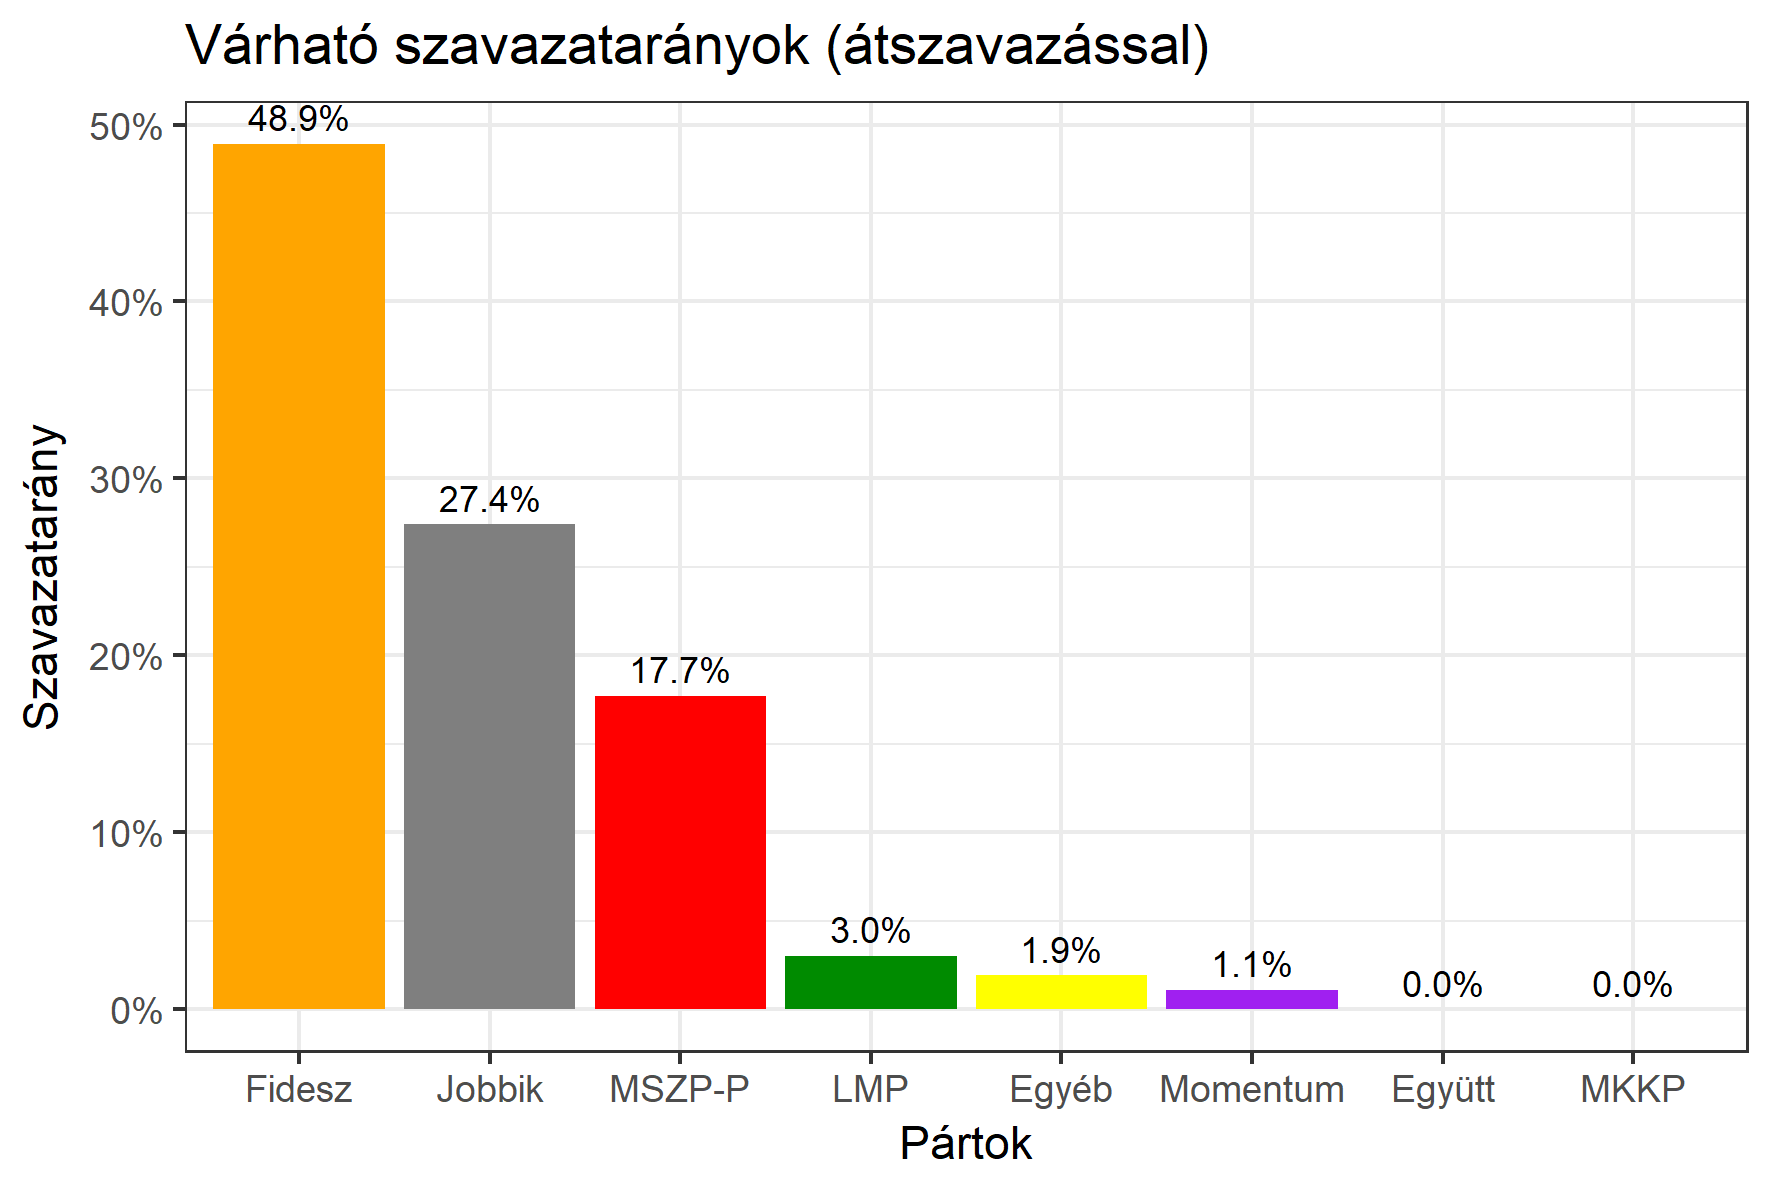 Várható szavazatarányok (átszavazással)
Szavazatarány
50%
40%
30%
20%
10%
0%
48.9%
27.4%
17.7%
3.0%
1.9%
1.1%
0.0%
0.0%
Fidesz
Jobbik
MSZP-P
LMP
Egyéb
Momentum
Együtt
MKKP
Pártok